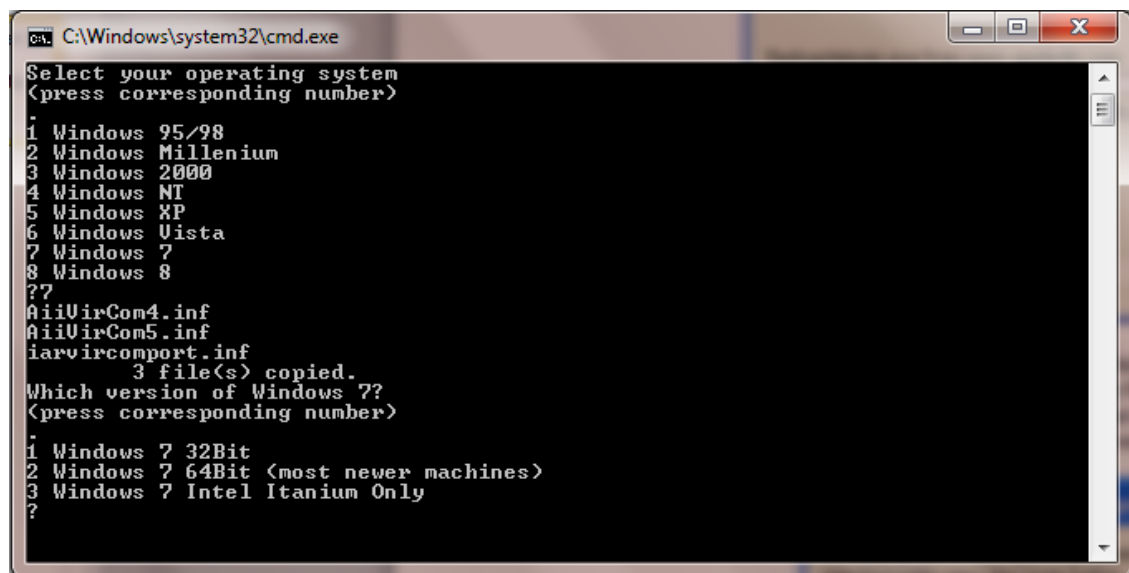 C:\Windows\system32\cmd.exe
Select your operating system
(press corresponding number)
.
1 Windows 95/98
2 Windows Millenium
3 Windows 2000
4 Windows NT
5 Windows XP
6 Windows Vista
7 Windows 7
8 Windows 8
?7
AiiVirCom4.inf
AiiVirCom5.inf
iarvircomport.inf
3 file(s) copied.
Which version of Windows 7?
(press corresponding number)
.
1 Windows 7 32Bit
2 Windows 7 64Bit (most newer machines)
3 Windows 7 Intel Itanium Only
?